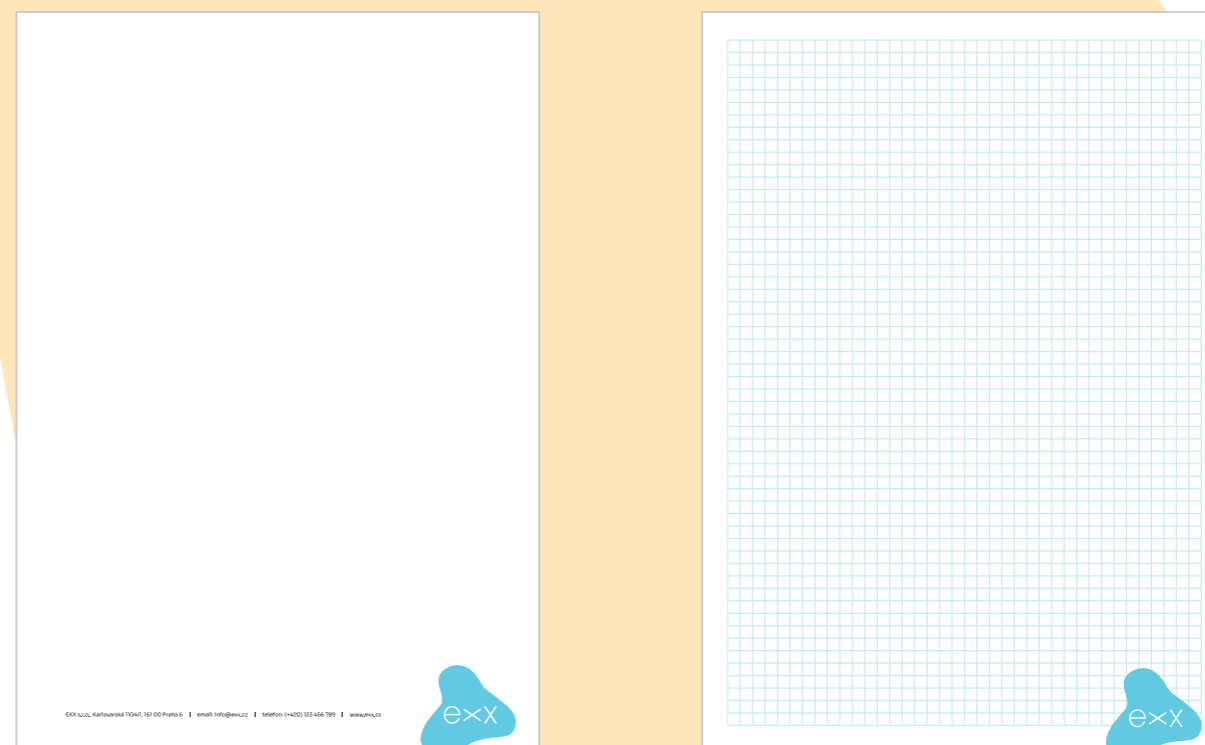 EXX s.r.o., Karlovarská 1104/1, 161 00 Praha 6 I email: info@exx.cz I telefon: (+420) 123 456 789 I www.exx.cz
exx
exx